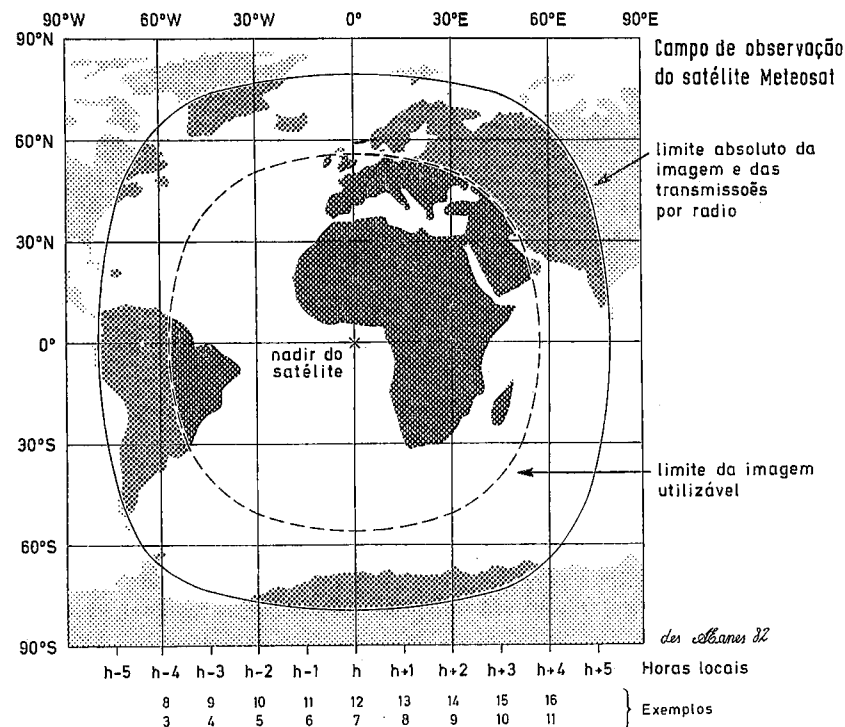 90°W 60°W 30°W 0° 30°E 60°E 90°E
90°N
Campo de observação
do satélite Meteosat
60°N
limite absoluto da
imagem e das
transmissoẽs
por radio
30°N
0°
nadir do
satélite
30°S
limite da imagem
utilizável
60°S
90°S
h-5 h-4 h-3 h-2 h-1 h h+1 h+2 h+3 h+4 h+5 Horas locais
8 9 10 11 12 13 14 15 16
3 4 5 6 7 8 9 10 11
Exemplos